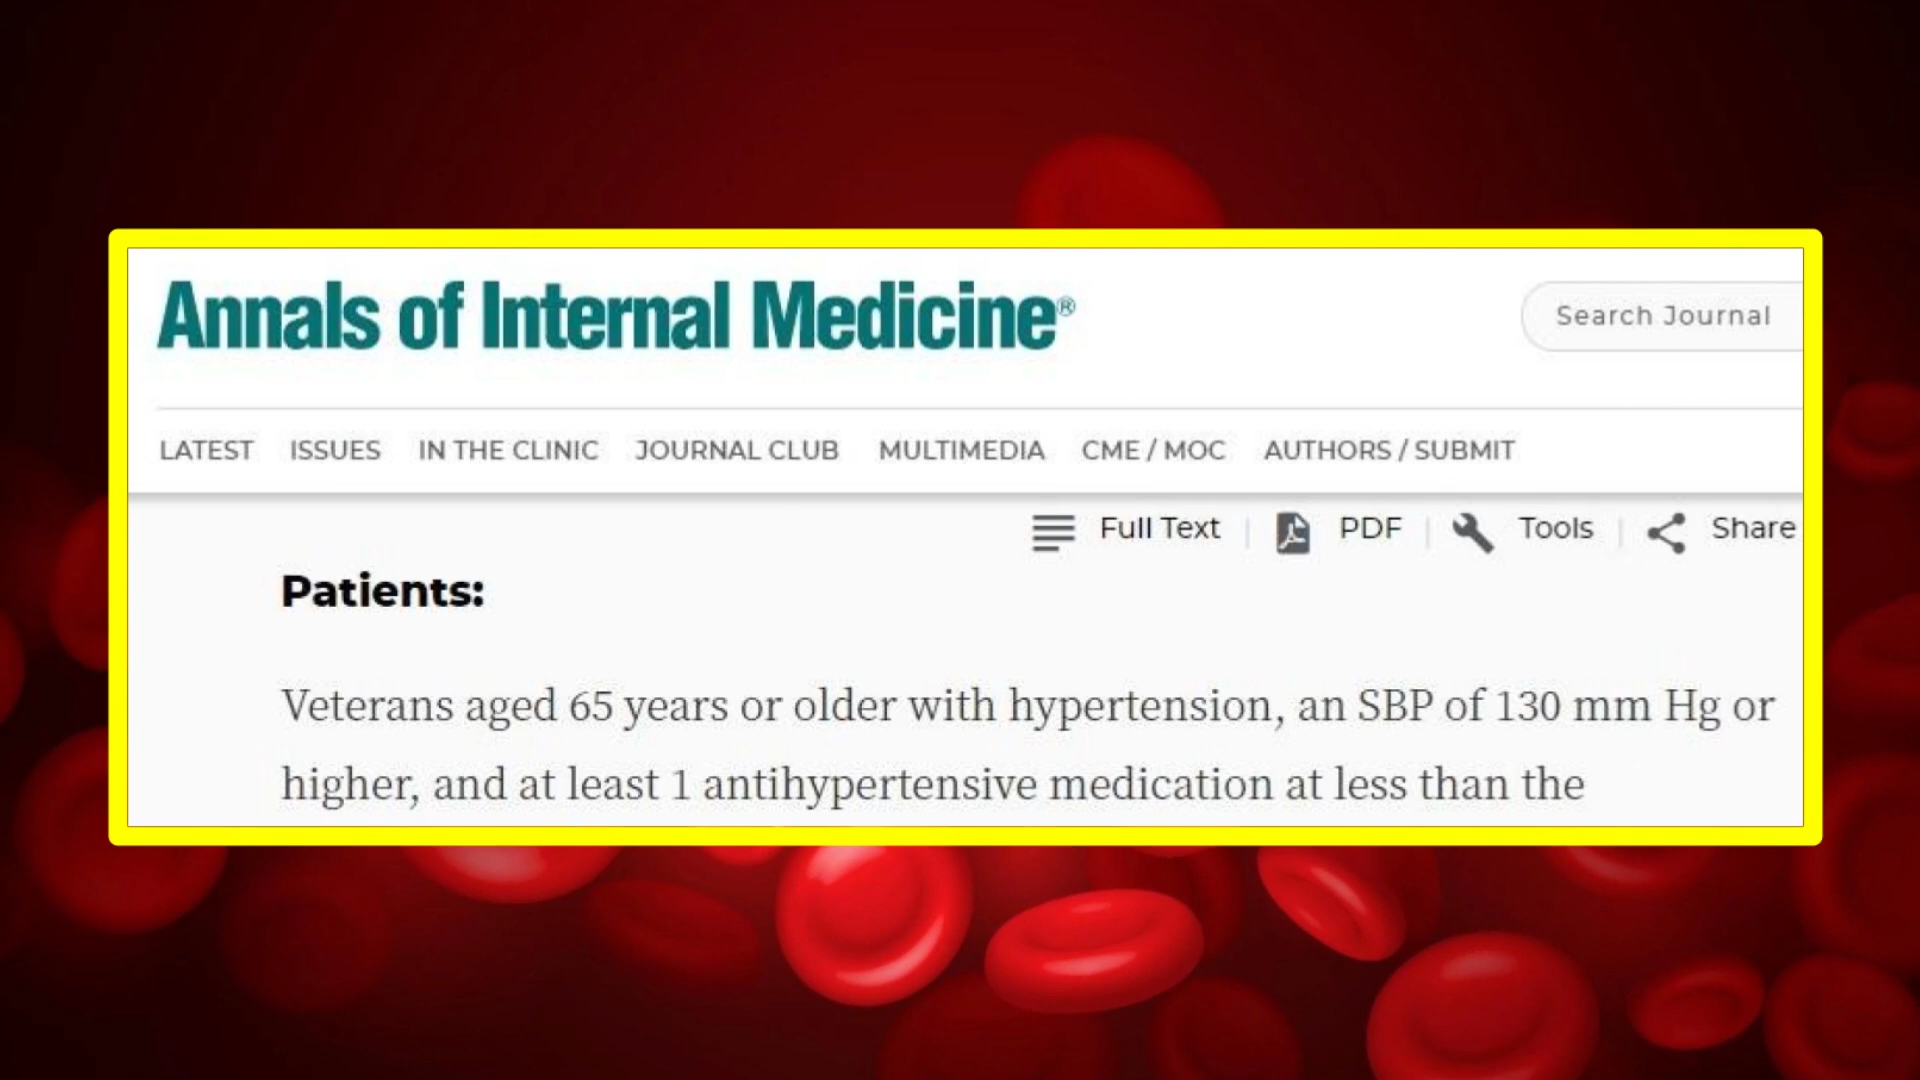 Annals of Internal Medicine®
Search Journal
LATEST ISSUES IN THE CLINIC JOURNAL CLUB MULTIMEDIA CME / MOC AUTHORS / SUBMIT
Full Text | PDF | Tools | Share
Patients:
Veterans aged 65 years or older with hypertension, an SBP of 130 mm Hg or
higher, and at least 1 antihypertensive medication at less than the